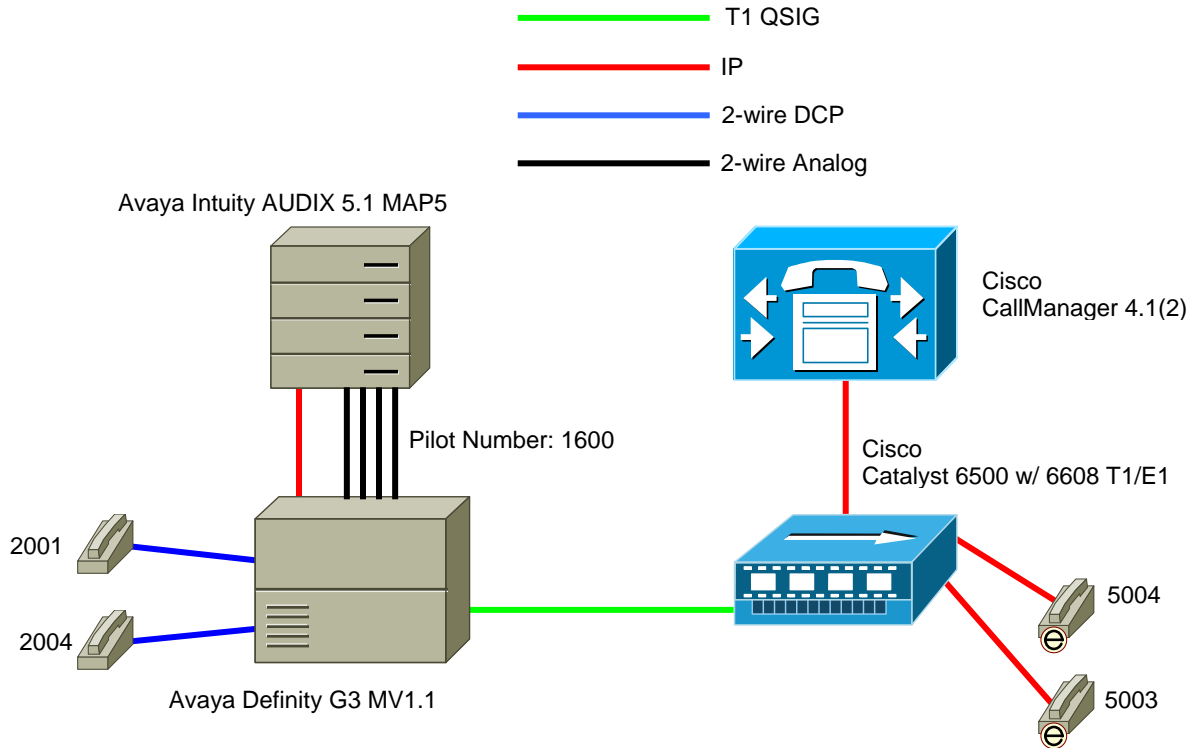 T1 QSIG
IP
2-wire DCP
2-wire Analog
Avaya Intuity AUDIX 5.1 MAP5
Cisco
CallManager 4.1(2)
Pilot Number: 1600
Cisco
Catalyst 6500 w/ 6608 T1/E1
2001
2004
5004
5003
Avaya Definity G3 MV1.1
e
e